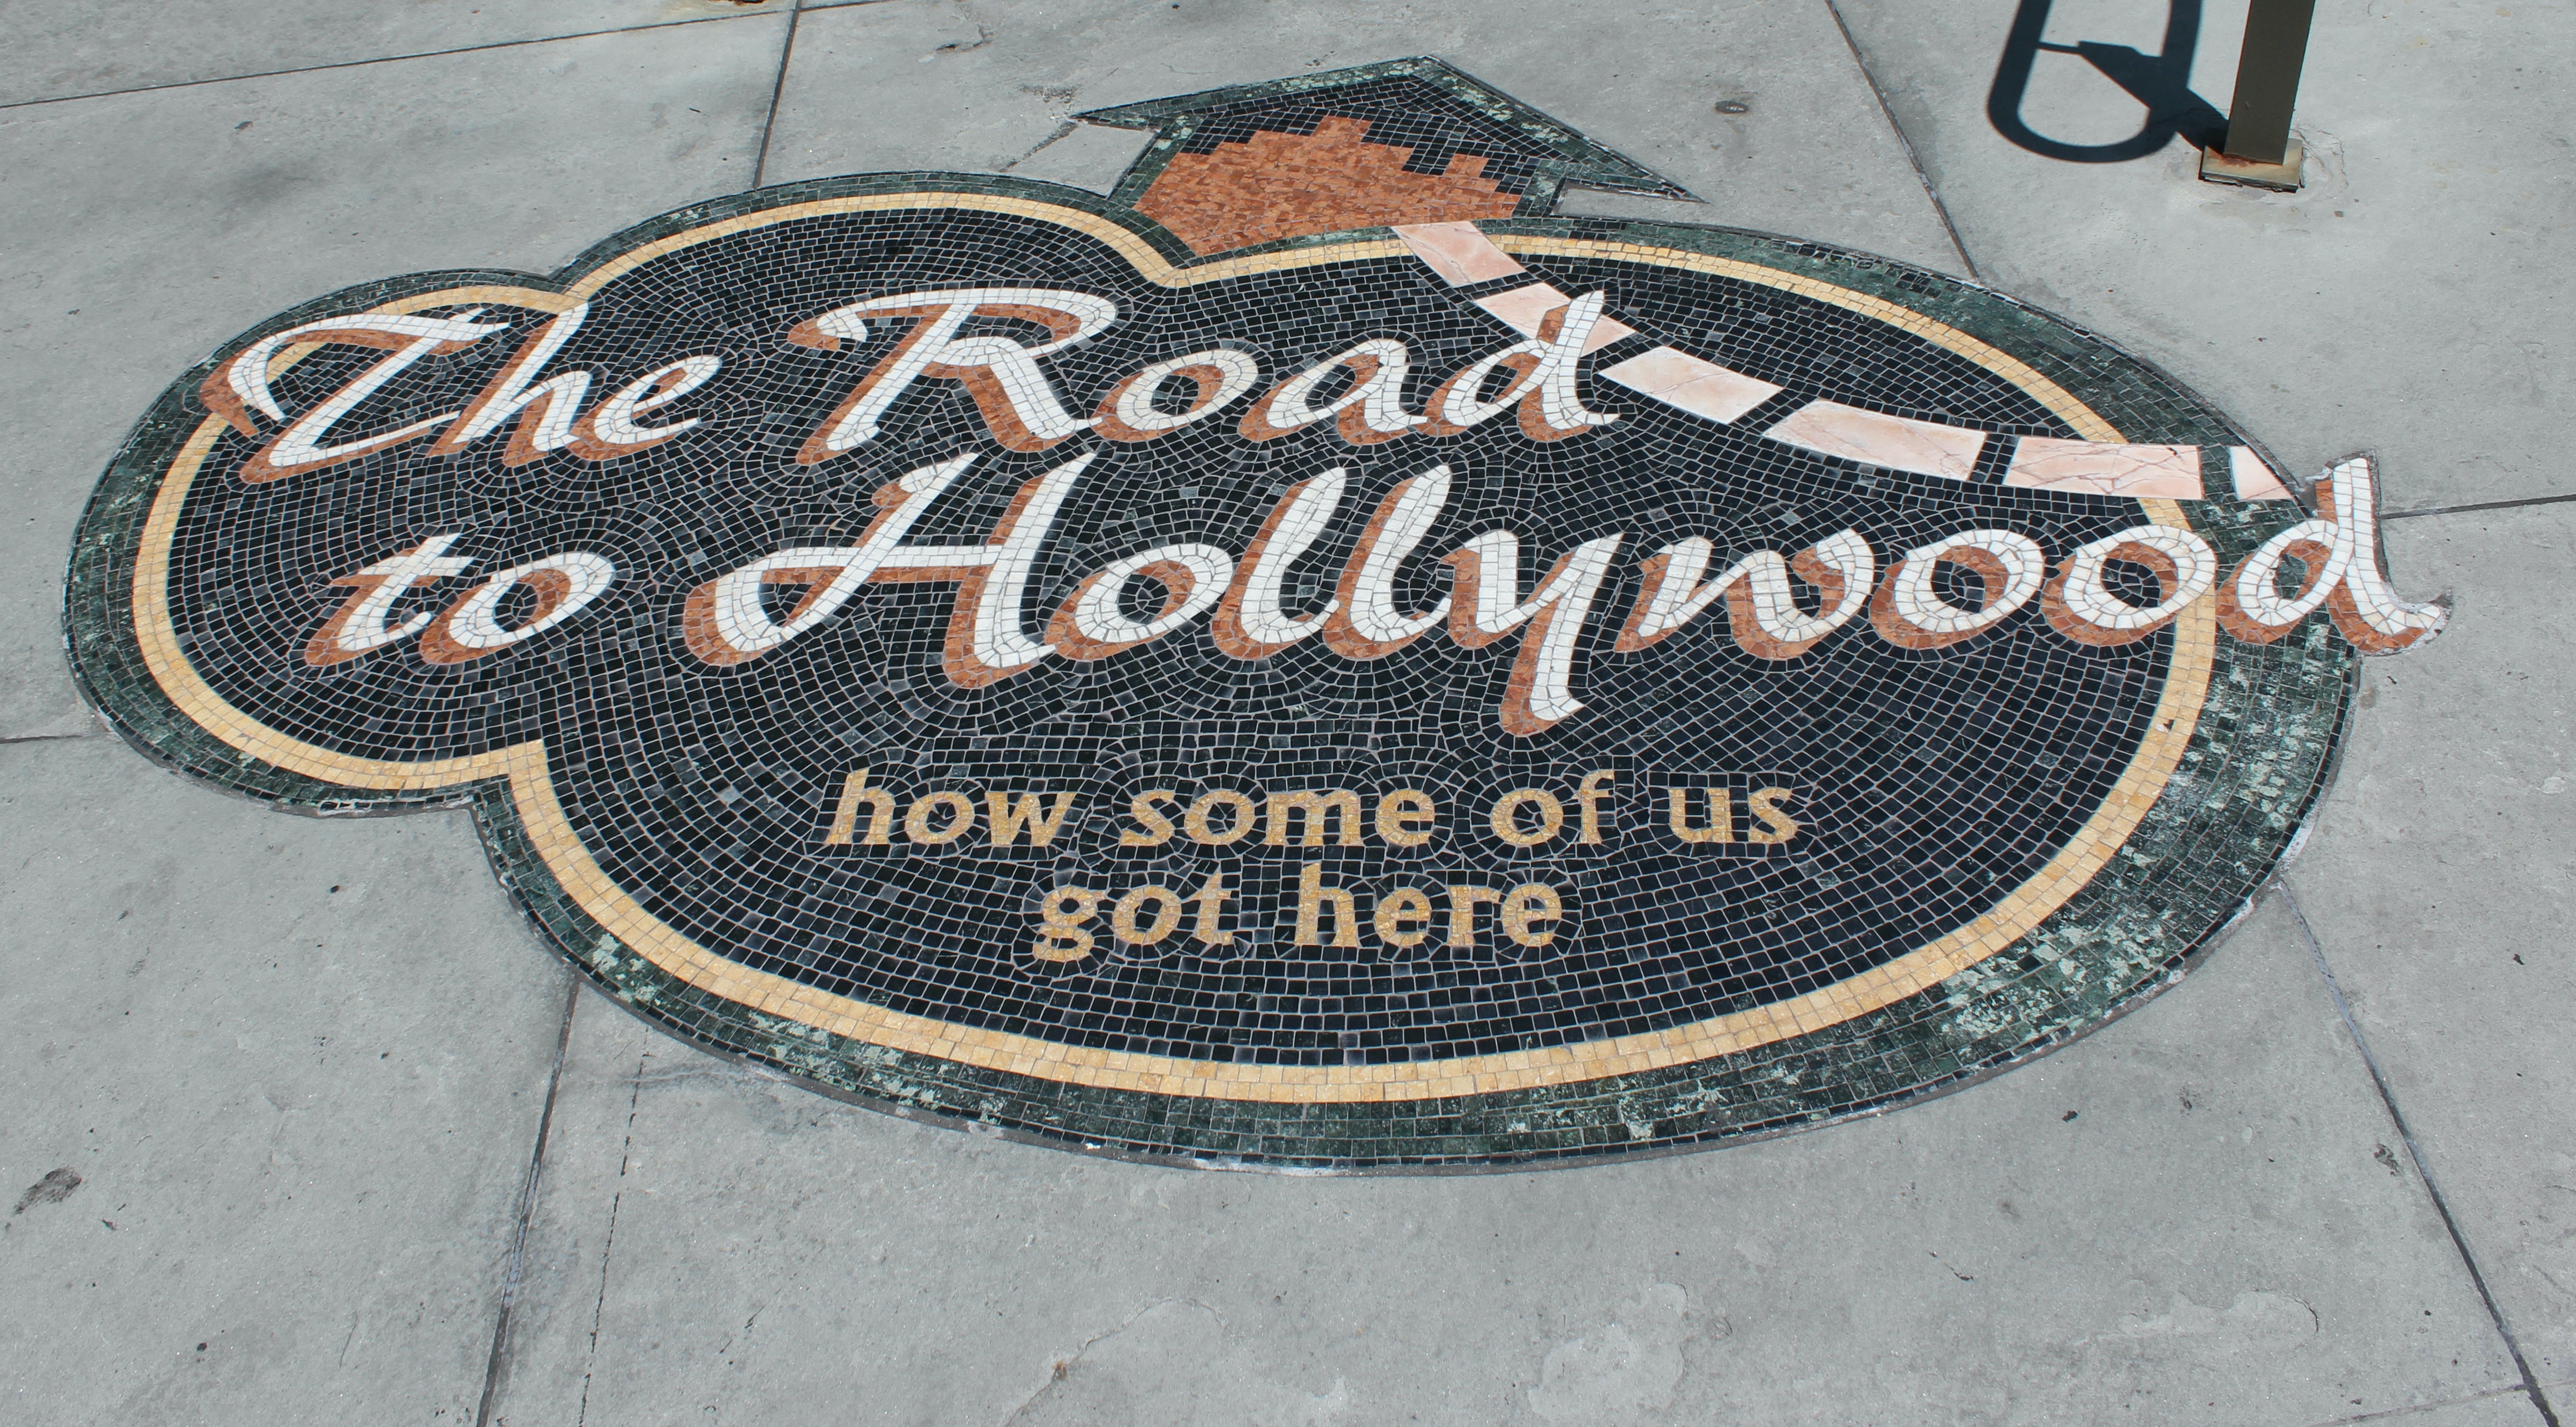 The Road
to Hollywood
how some of us
got here